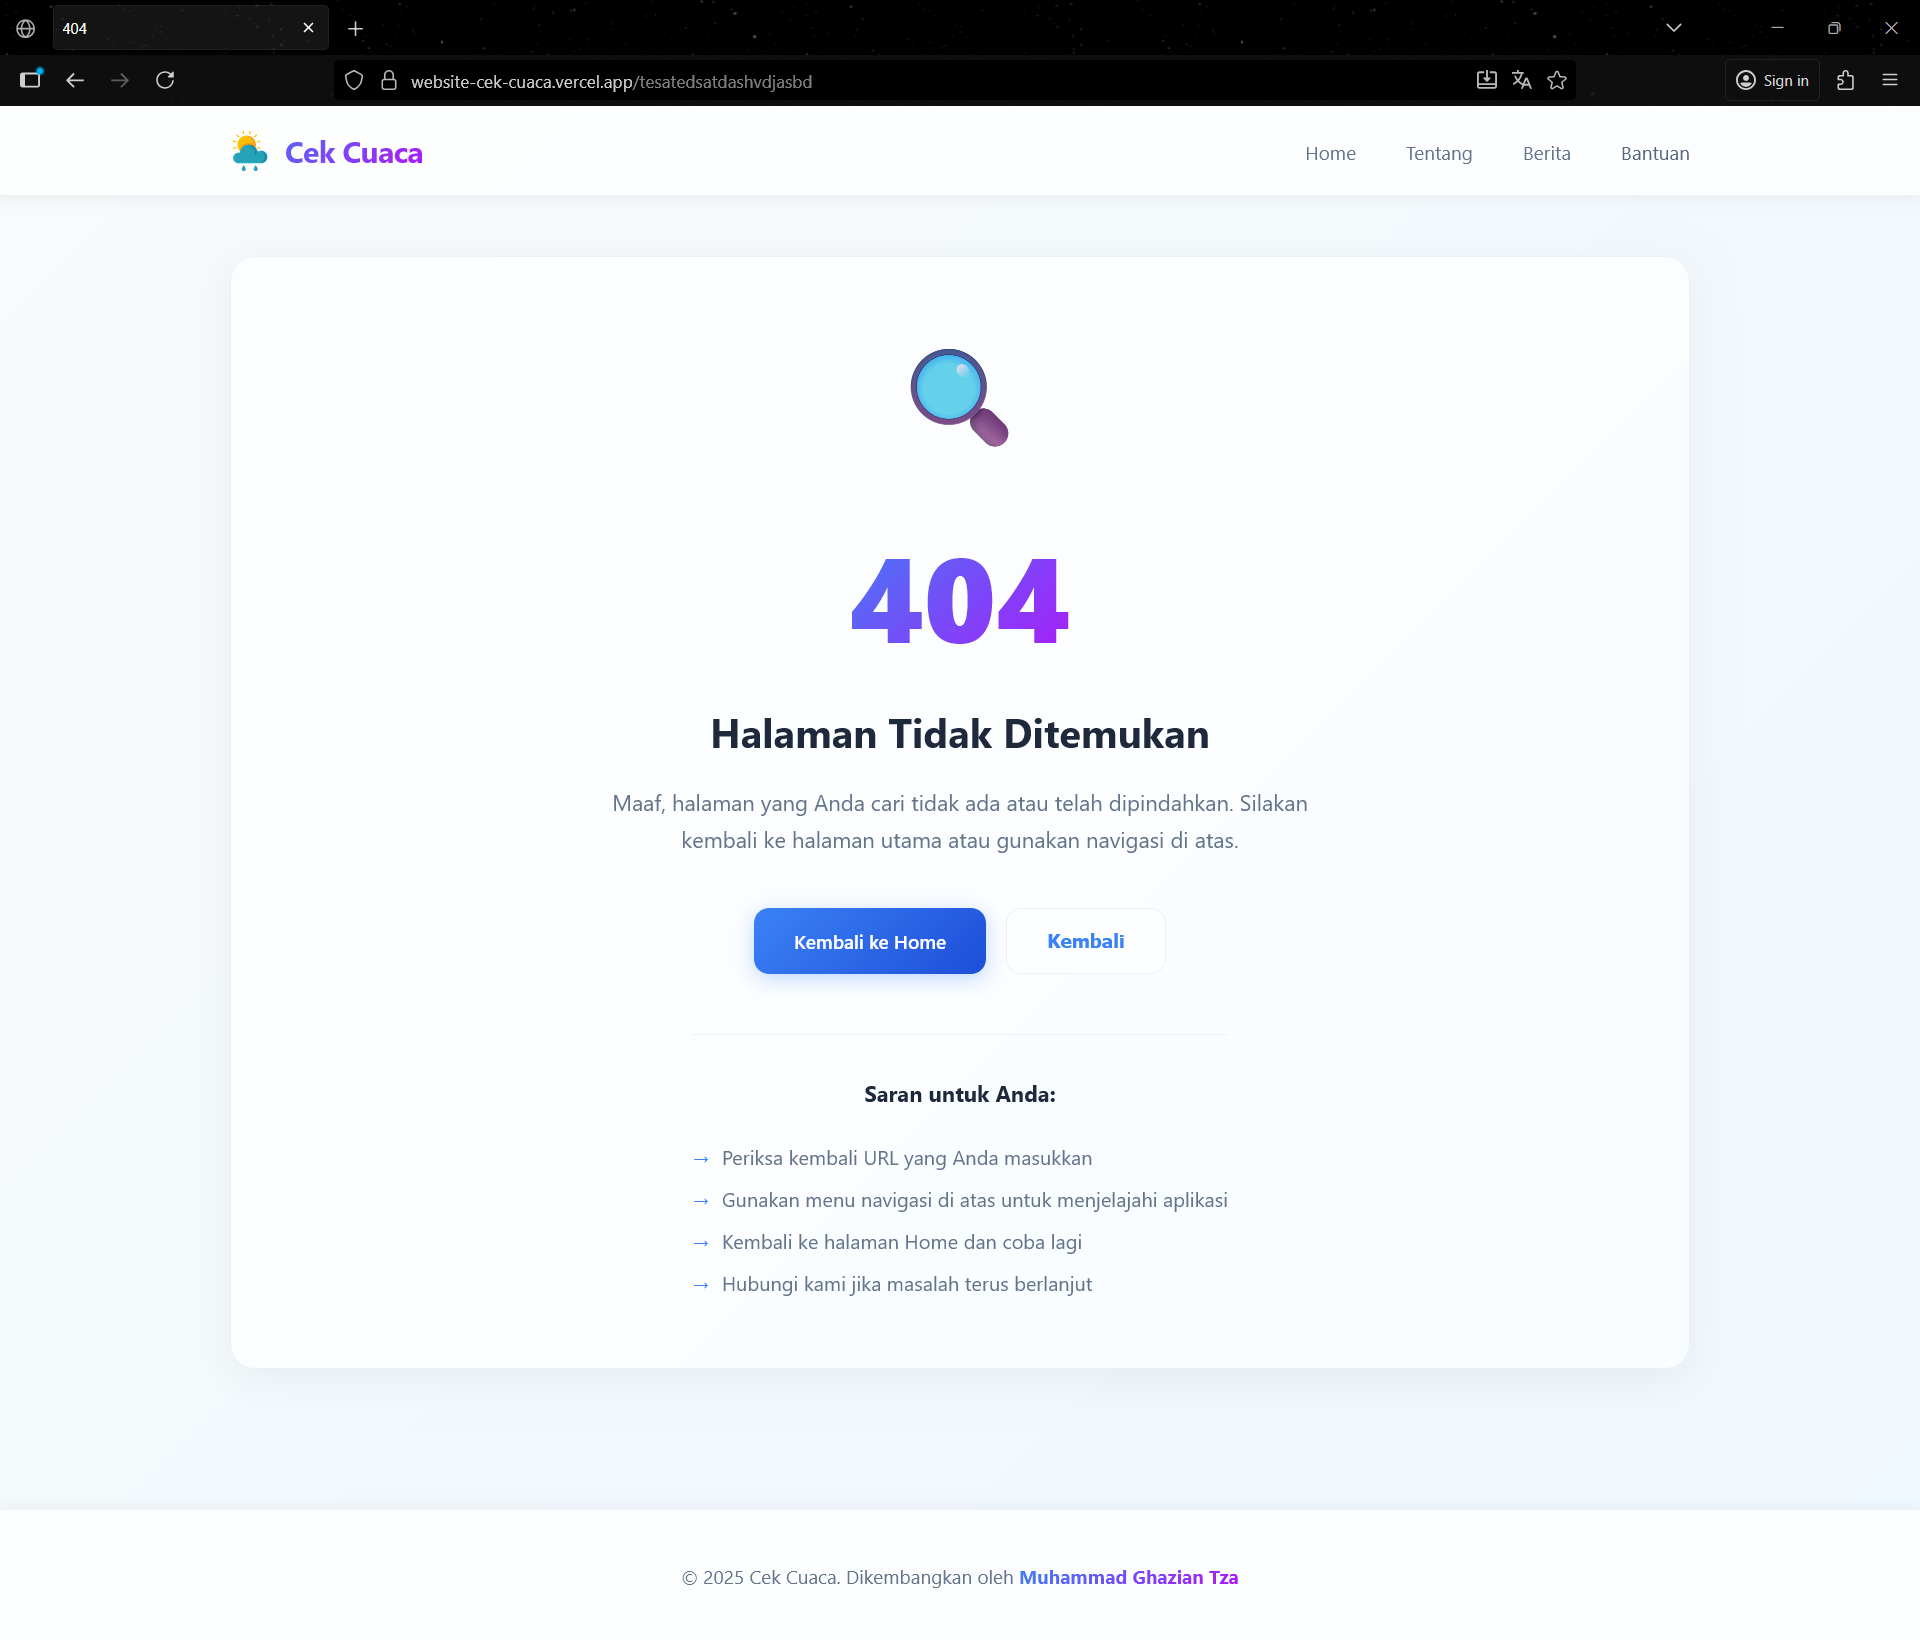 404
website-cek-cuaca.vercel.app/tesatedsatdashvdjasbd
Sign in
Cek Cuaca
Home
Tentang
Berita
Bantuan
404
Halaman Tidak Ditemukan
Maaf, halaman yang Anda cari tidak ada atau telah dipindahkan. Silakan
kembali ke halaman utama atau gunakan navigasi di atas.
Kembali ke Home
Kembali
Saran untuk Anda:
→ Periksa kembali URL yang Anda masukkan
→ Gunakan menu navigasi di atas untuk menjelajahi aplikasi
→ Kembali ke halaman Home dan coba lagi
→ Hubungi kami jika masalah terus berlanjut
© 2025 Cek Cuaca. Dikembangkan oleh Muhammad Ghazian Tza